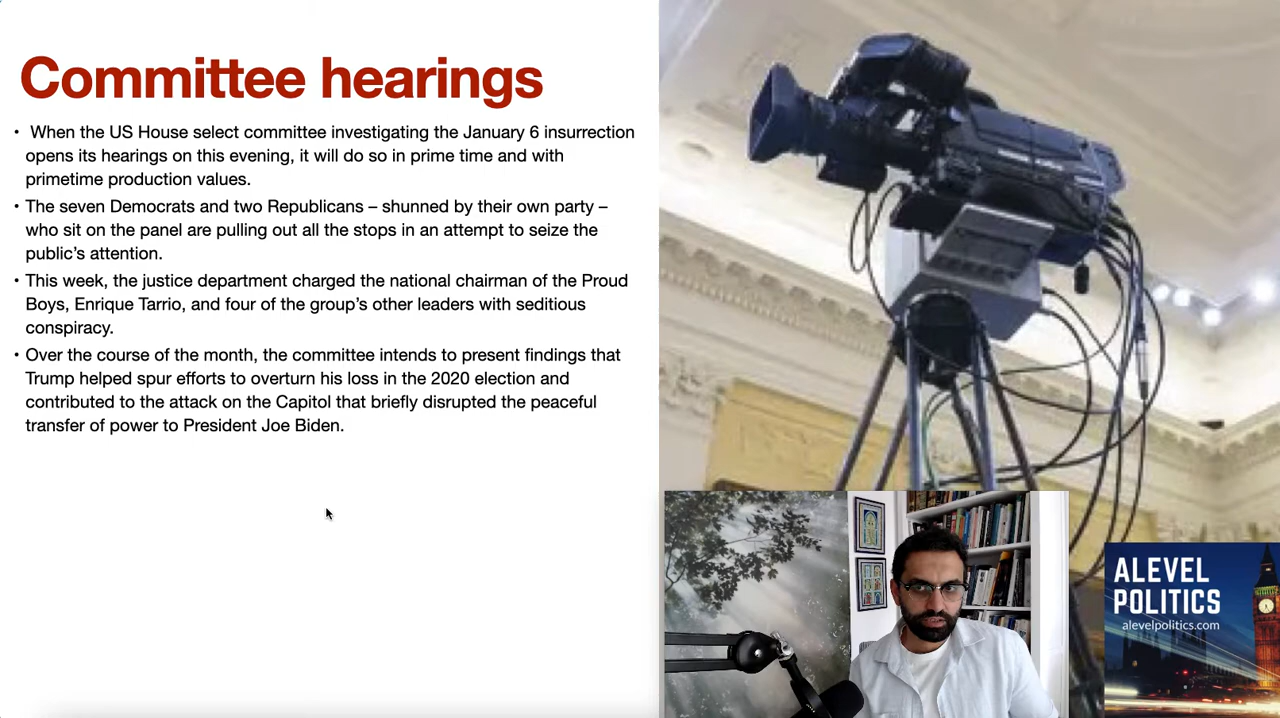 Committee hearings
• When the US House select committee investigating the January 6 insurrection
opens its hearings on this evening, it will do so in prime time and with
primetime production values.
• The seven Democrats and two Republicans – shunned by their own party –
who sit on the panel are pulling out all the stops in an attempt to seize the
public’s attention.
• This week, the justice department charged the national chairman of the Proud
Boys, Enrique Tarrio, and four of the group’s other leaders with seditious
conspiracy.
• Over the course of the month, the committee intends to present findings that
Trump helped spur efforts to overturn his loss in the 2020 election and
contributed to the attack on the Capitol that briefly disrupted the peaceful
transfer of power to President Joe Biden.
ALEVEL
POLITICS
alevelpolitics.com